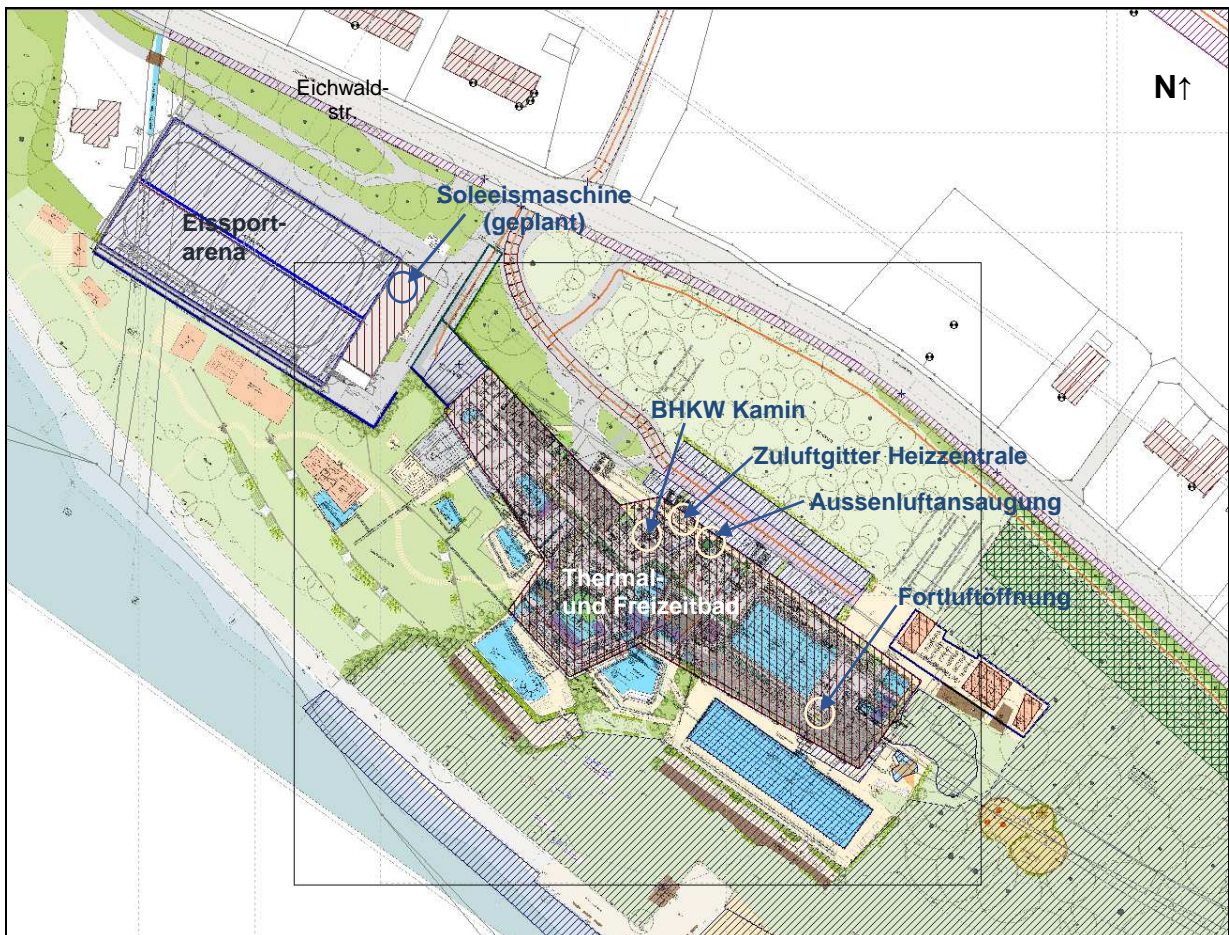 Eichwald-
str.
N↑
Soleeismaschine
(geplant)
Eissport-
arena
BHKW Kamin
Zuluftgitter Heizzentrale
Aussenluftansaugung
Thermal-
und Freizeitbad
Fortluftöffnung